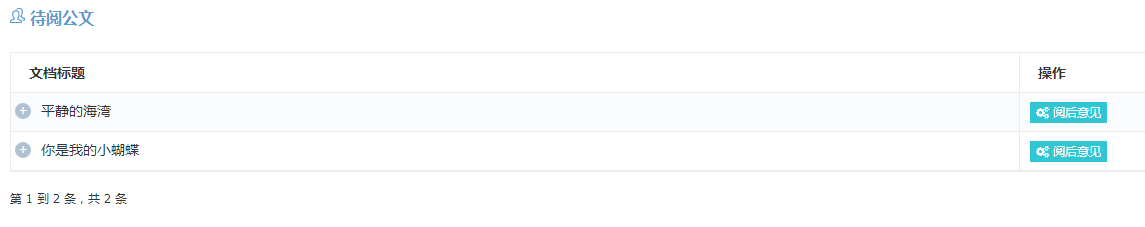 待阅公文
文档标题 操作
平静的海湾 阅后意见
你是我的小蝴蝶 阅后意见
第 1 到 2 条，共 2 条